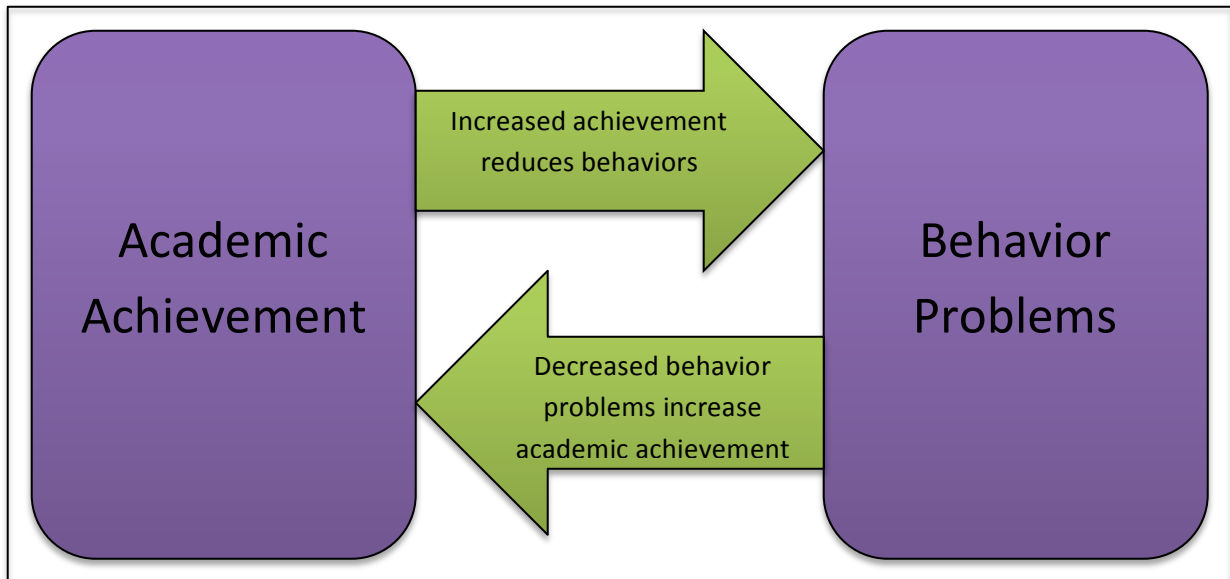 Academic
Achievement
Increased achievement
reduces behaviors
Decreased behavior
problems increase
academic achievement
Behavior
Problems